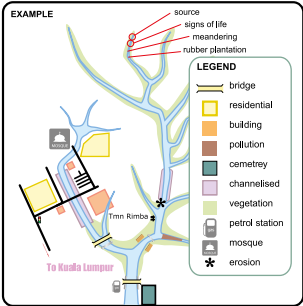 EXAMPLE
source
signs of life
meandering
rubber plantation
LEGEND
bridge
residential
building
pollution
cemetrey
channelised
vegetation
petrol station
MOSQUE
mosque
erosion
MOSQUE
Tmn Rimba
To Kuala Lumpur